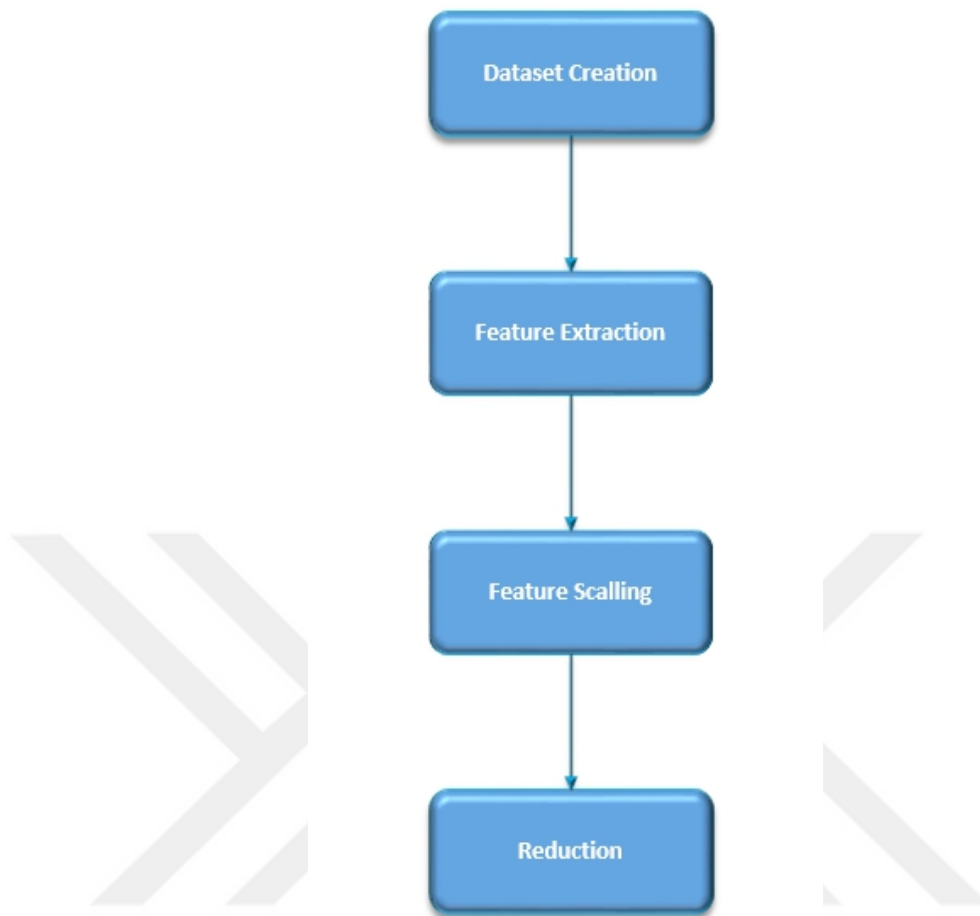 Dataset Creation
Feature Extraction
Feature Scalling
Reduction